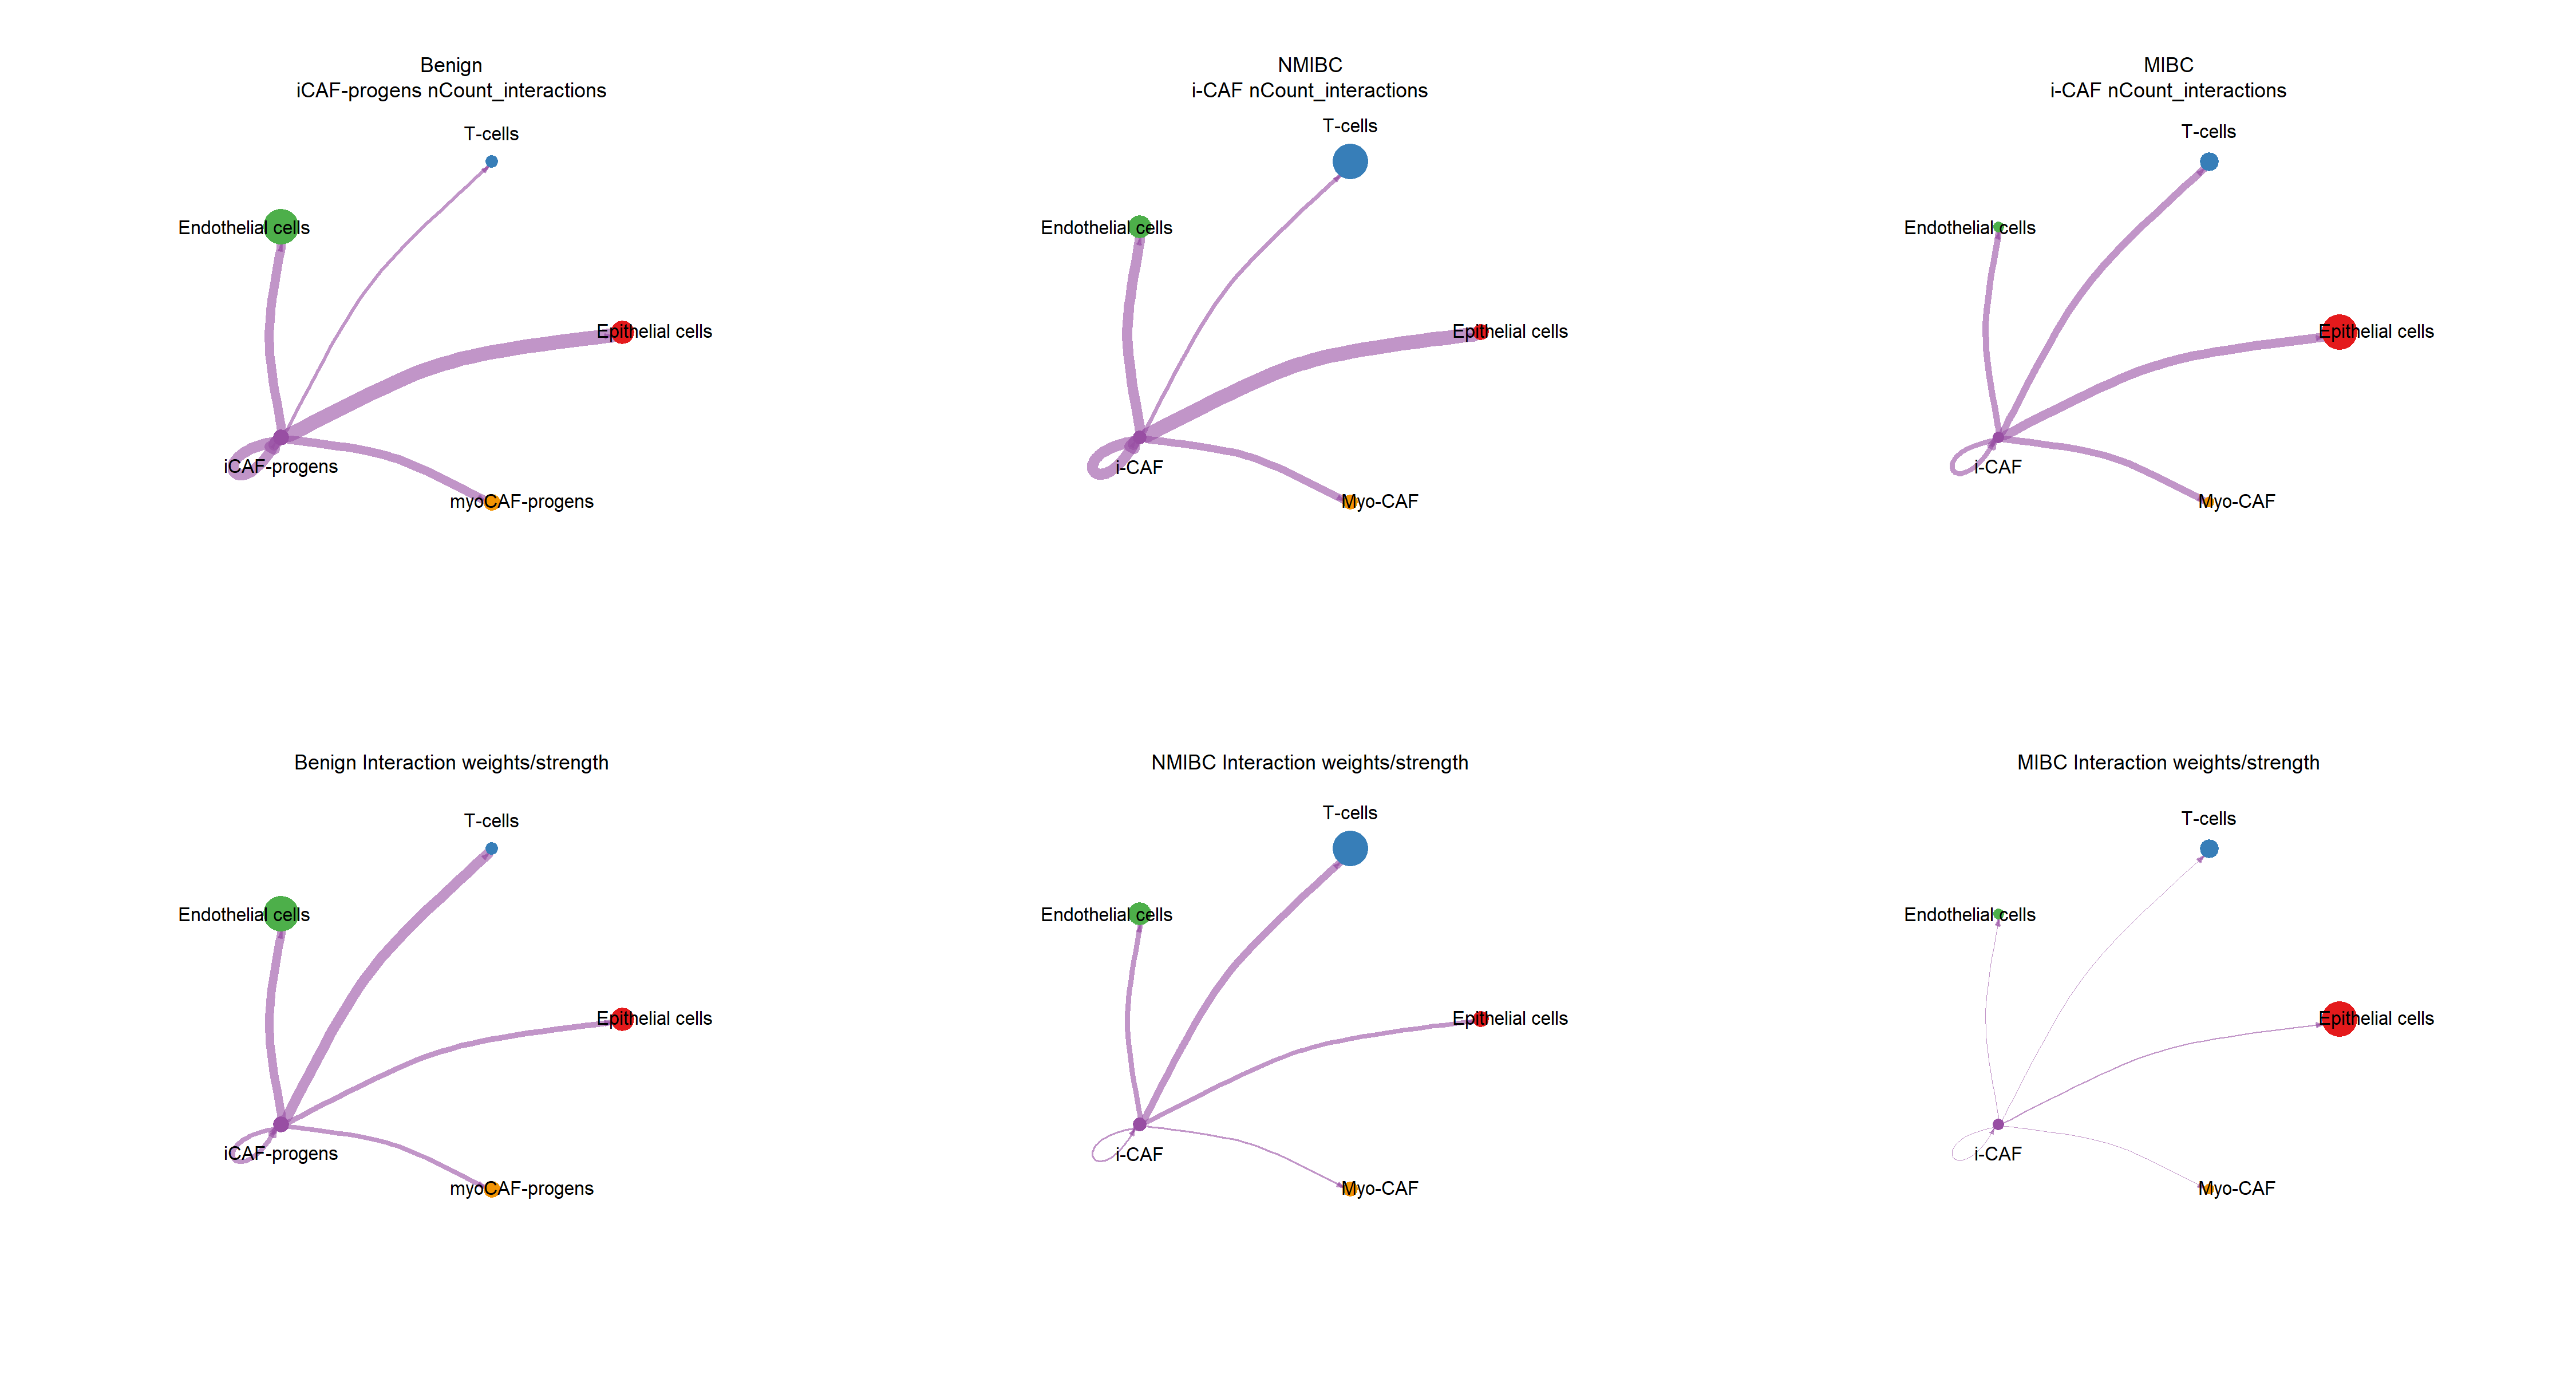 Benign
iCAF-progens nCount_interactions
T-cells
Endothelial cells
Epithelial cells
iCAF-progens
myoCAF-progens
NMIBC
i-CAF nCount_interactions
T-cells
Endothelial cells
Epithelial cells
i-CAF
Myo-CAF
MIBC
i-CAF nCount_interactions
T-cells
Endothelial cells
Epithelial cells
i-CAF
Myo-CAF
Benign Interaction weights/strength
T-cells
Endothelial cells
Epithelial cells
iCAF-progens
myoCAF-progens
NMIBC Interaction weights/strength
T-cells
Endothelial cells
Epithelial cells
i-CAF
Myo-CAF
MIBC Interaction weights/strength
T-cells
Endothelial cells
Epithelial cells
i-CAF
Myo-CAF